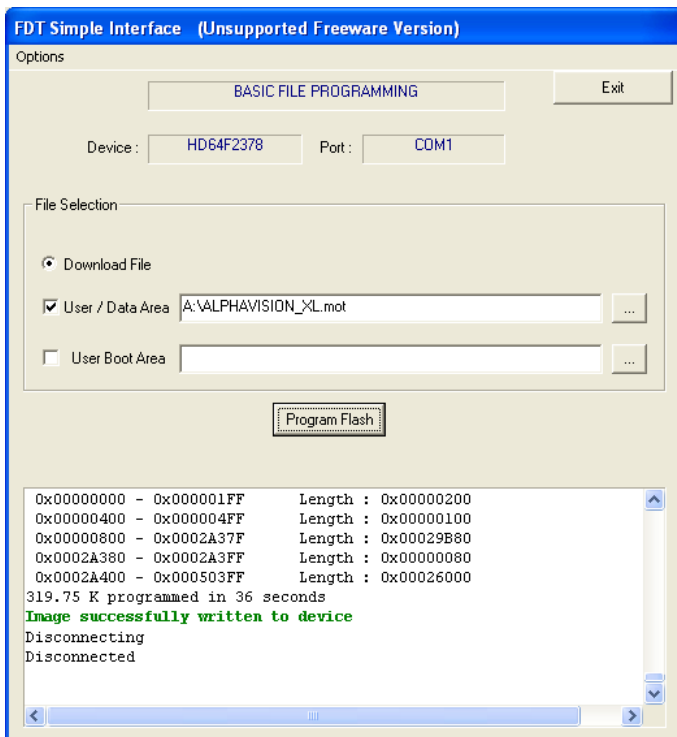 FDT Simple Interface (Unsupported Freeware Version)
Options
BASIC FILE PROGRAMMING
Exit
Device : HD64F2378 Port : COM1
File Selection
Download File
User / Data Area A:\ALPHAVISION_XL.mot ...
User Boot Area ...
Program Flash
0x00000000 - 0x000001FF Length : 0x00000200
0x00000400 - 0x000004FF Length : 0x00000100
0x00000800 - 0x0002A37F Length : 0x00029B80
0x0002A380 - 0x0002A3FF Length : 0x00000080
0x0002A400 - 0x000503FF Length : 0x00026000
319.75 K programmed in 36 seconds
Image successfully written to device
Disconnecting
Disconnected